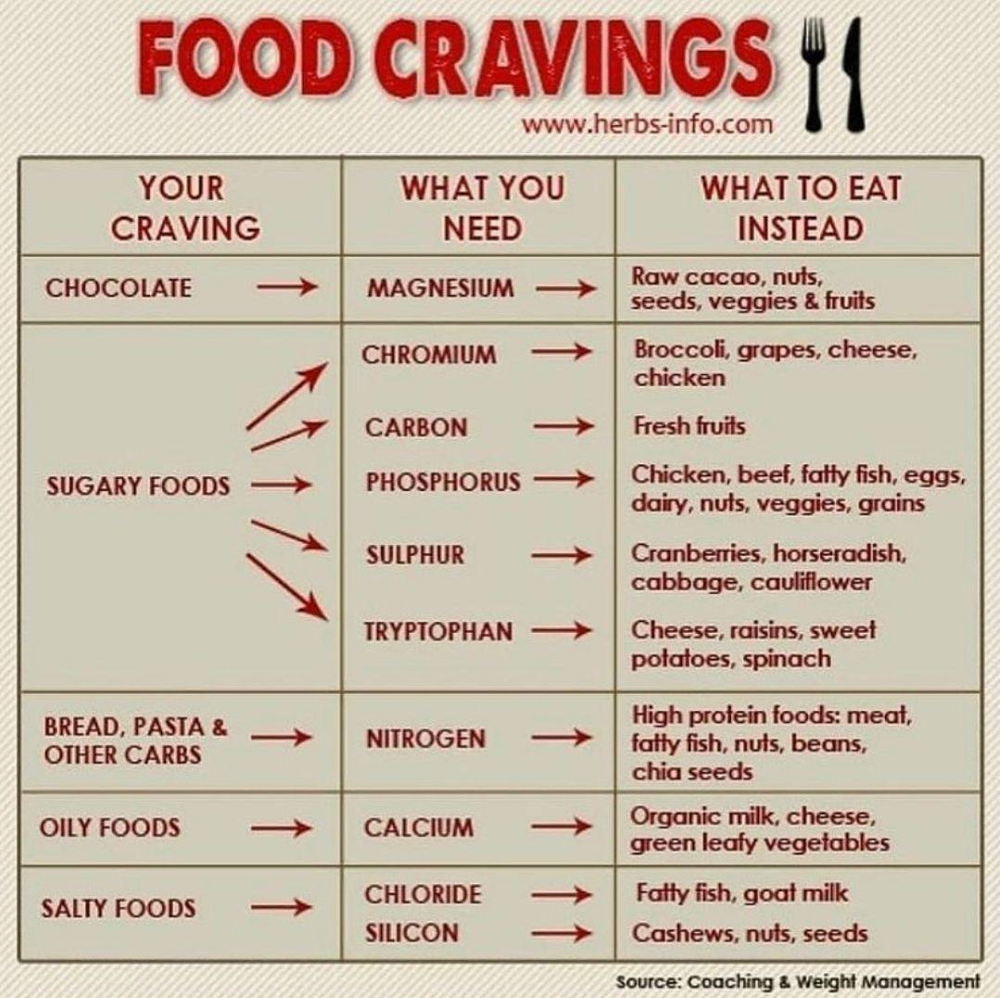 FOOD CRAVINGS
www.herbs-info.com
YOUR
CRAVING
WHAT YOU
NEED
WHAT TO EAT
INSTEAD
CHOCOLATE
MAGNESIUM
Raw cacao, nuts,
seeds, veggies & fruits
SUGARY FOODS
CHROMIUM
Broccoli, grapes, cheese,
chicken
CARBON
Fresh fruits
PHOSPHORUS
Chicken, beef, fatty fish, eggs,
dairy, nuts, veggies, grains
SULPHUR
Cranberries, horseradish,
cabbage, cauliflower
TRYPTOPHAN
Cheese, raisins, sweet
potatoes, spinach
BREAD, PASTA &
OTHER CARBS
NITROGEN
High protein foods: meat,
fatty fish, nuts, beans,
chia seeds
OILY FOODS
CALCIUM
Organic milk, cheese,
green leafy vegetables
SALTY FOODS
CHLORIDE
Fatty fish, goat milk
SILICON
Cashews, nuts, seeds
Source: Coaching & Weight Management